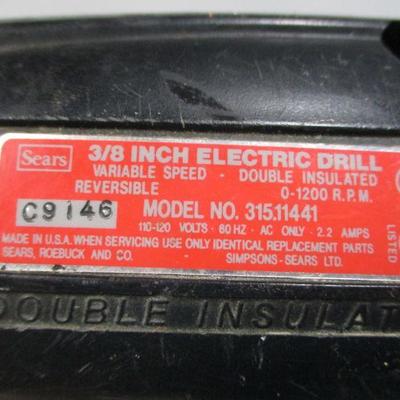 Sears 3/8 INCH ELECTRIC DRILL
VARIABLE SPEED - DOUBLE INSULATED
REVERSIBLE 0-1200 R.P.M.
C9146 MODEL NO. 315.11441
110-120 VOLTS - 60 HZ - AC ONLY - 2.2 AMPS
MADE IN U.S.A. WHEN SERVICING USE ONLY IDENTICAL REPLACEMENT PARTS
SEARS, ROEBUCK AND CO. SIMPSONS-SEARS LTD.
LISTED
DOUBLE INSULAT